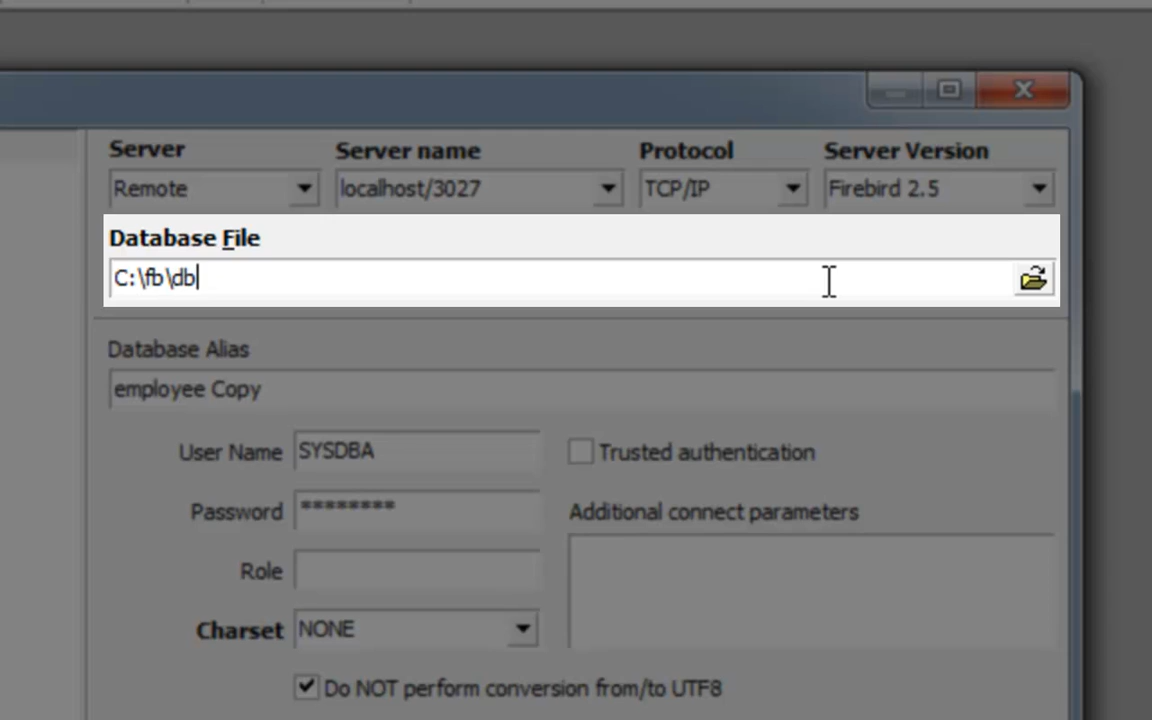 Server Server name Protocol Server Version
Remote localhost/3027 TCP/IP Firebird 2.5
Database File
C:\fb\db
Database Alias
employee Copy
User Name SYSDBA Trusted authentication
Password ******** Additional connect parameters
Role
Charset NONE
Do NOT perform conversion from/to UTF8